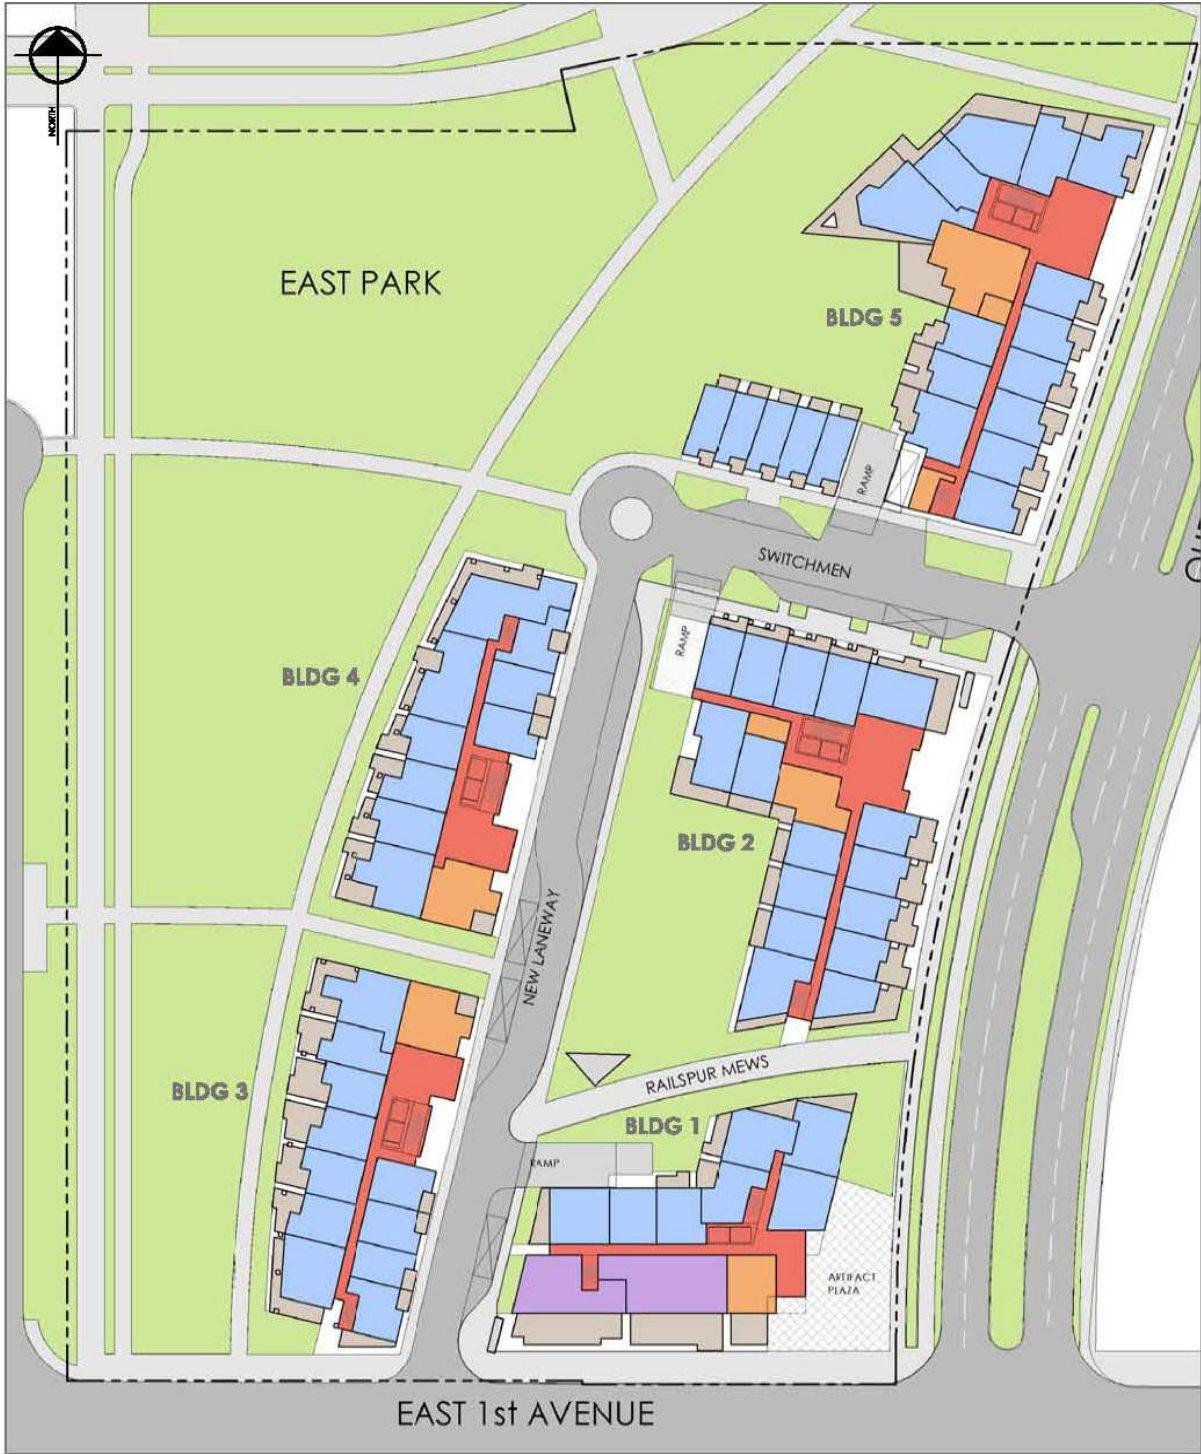 NORTH
EAST PARK
BLDG 5
RAMP
SWITCHMEN
RAMP
BLDG 4
BLDG 2
NEW LANEWAY
RAILSPUR MEWS
BLDG 3
BLDG 1
RAMP
ARTIFACT
PLAZA
EAST 1st AVENUE